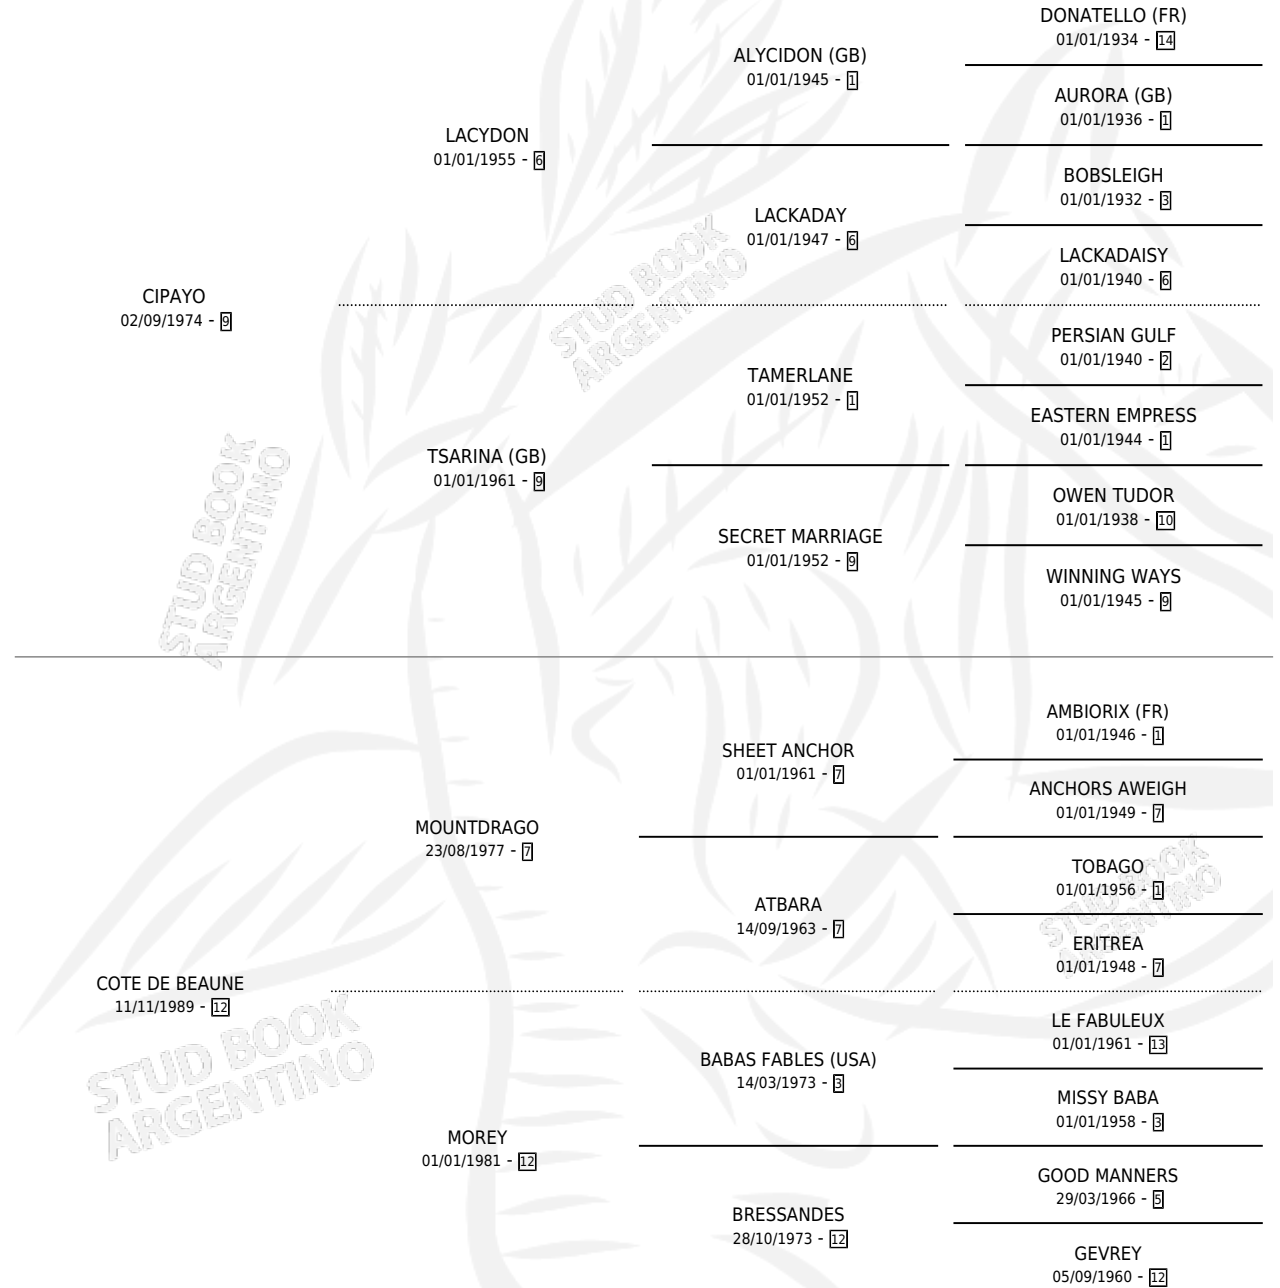 DONATELLO (FR)
01/01/1934 - 14
ALYCIDON (GB)
01/01/1945 - 1
AURORA (GB)
01/01/1936 - 1
LACYDON
01/01/1955 - 6
BOBSLEIGH
01/01/1932 - 3
LACKADAY
01/01/1947 - 6
LACKADAISY
01/01/1940 - 6
CIPAYO
02/09/1974 - 9
PERSIAN GULF
01/01/1940 - 2
TAMERLANE
01/01/1952 - 1
EASTERN EMPRESS
01/01/1944 - 1
TSARINA (GB)
01/01/1961 - 9
OWEN TUDOR
01/01/1938 - 10
SECRET MARRIAGE
01/01/1952 - 9
WINNING WAYS
01/01/1945 - 9
AMBIORIX (FR)
01/01/1946 - 1
SHEET ANCHOR
01/01/1961 - 7
ANCHORS AWEIGH
01/01/1949 - 7
MOUNTDRAGO
23/08/1977 - 7
TOBAGO
01/01/1956 - 1
ATBARA
14/09/1963 - 7
ERITREA
01/01/1948 - 7
COTE DE BEAUNE
11/11/1989 - 12
LE FABULEUX
01/01/1961 - 13
BABAS FABLES (USA)
14/03/1973 - 3
MISSY BABA
01/01/1958 - 3
MOREY
01/01/1981 - 12
GOOD MANNERS
29/03/1966 - 5
BRESSANDES
28/10/1973 - 12
GEVREY
05/09/1960 - 12
STUD BOOK
ARGENTINO
STUD BOOK
ARGENTINO
STUD BOOK
ARGENTINO
STUD BOOK
ARGENTINO